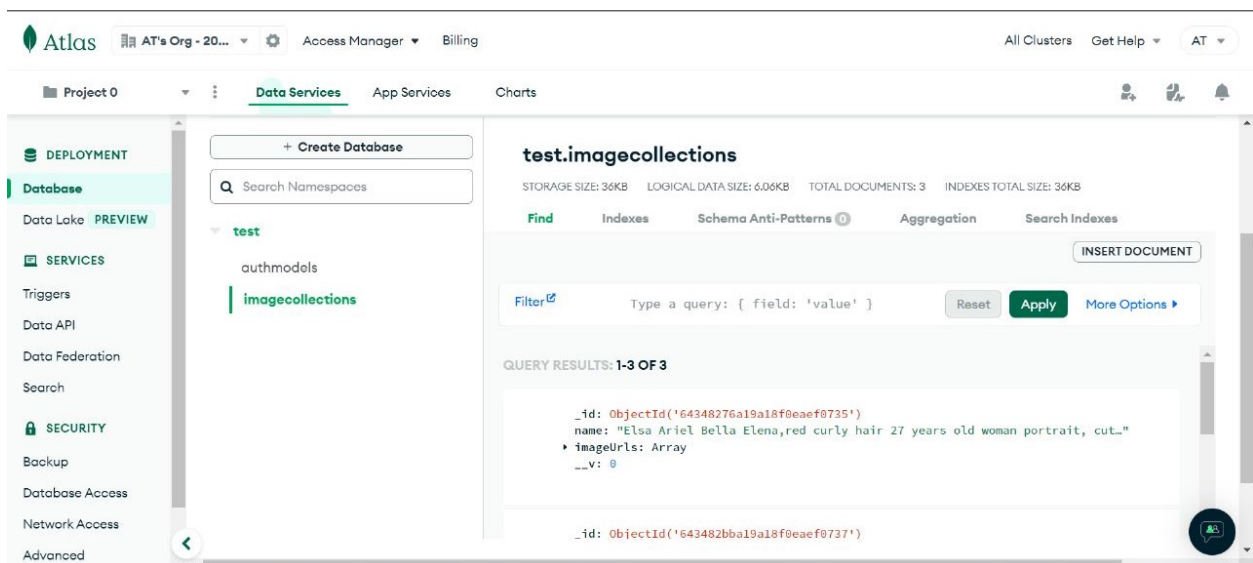 Atlas AT's Org - 20... Access Manager Billing All Clusters Get Help AT
Project 0 Data Services App Services Charts
DEPLOYMENT
Database
Data Lake PREVIEW
SERVICES
Triggers
Data API
Data Federation
Search
SECURITY
Backup
Database Access
Network Access
Advanced
+ Create Database
Search Namespaces
test
authmodels
imagecollections
test.imagecollections
STORAGE SIZE: 36KB LOGICAL DATA SIZE: 6.06KB TOTAL DOCUMENTS: 3 INDEXES TOTAL SIZE: 36KB
Find Indexes Schema Anti-Patterns 0 Aggregation Search Indexes
INSERT DOCUMENT
Filter Type a query: { field: 'value' } Reset Apply More Options
QUERY RESULTS: 1-3 OF 3
_id: ObjectId('64348276a19a18f0eaef0735')
name: "Elsa Ariel Bella Elena,red curly hair 27 years old woman portrait, cut…"
imageUrls: Array
__v: 0
_id: ObjectId('643482bba19a18f0eaef0737')